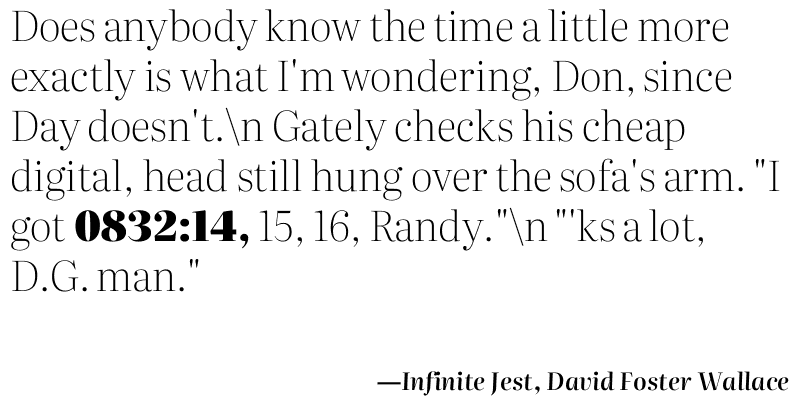 Does anybody know the time a little more
exactly is what I'm wondering, Don, since
Day doesn't.\n Gately checks his cheap
digital, head still hung over the sofa's arm. "I
got 0832:14, 15, 16, Randy."\n "'ks a lot,
D.G. man."
—Infinite Jest, David Foster Wallace